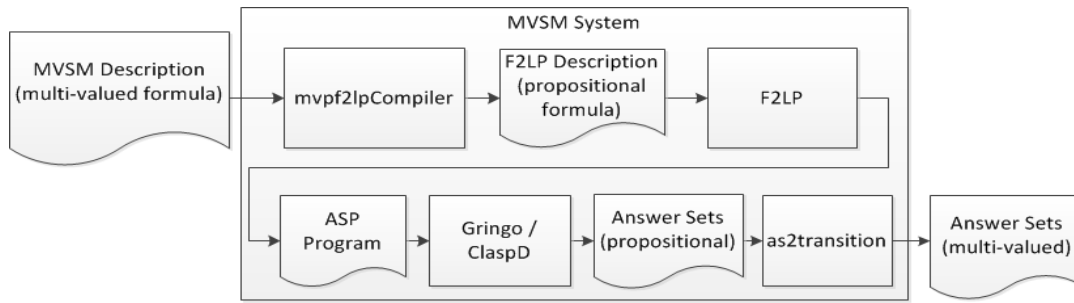 MVSM System
MVSM Description
(multi-valued formula)
mvpf2lpCompiler
F2LP Description
(propositional
formula)
F2LP
ASP
Program
Gringo /
ClaspD
Answer Sets
(propositional)
as2transition
Answer Sets
(multi-valued)